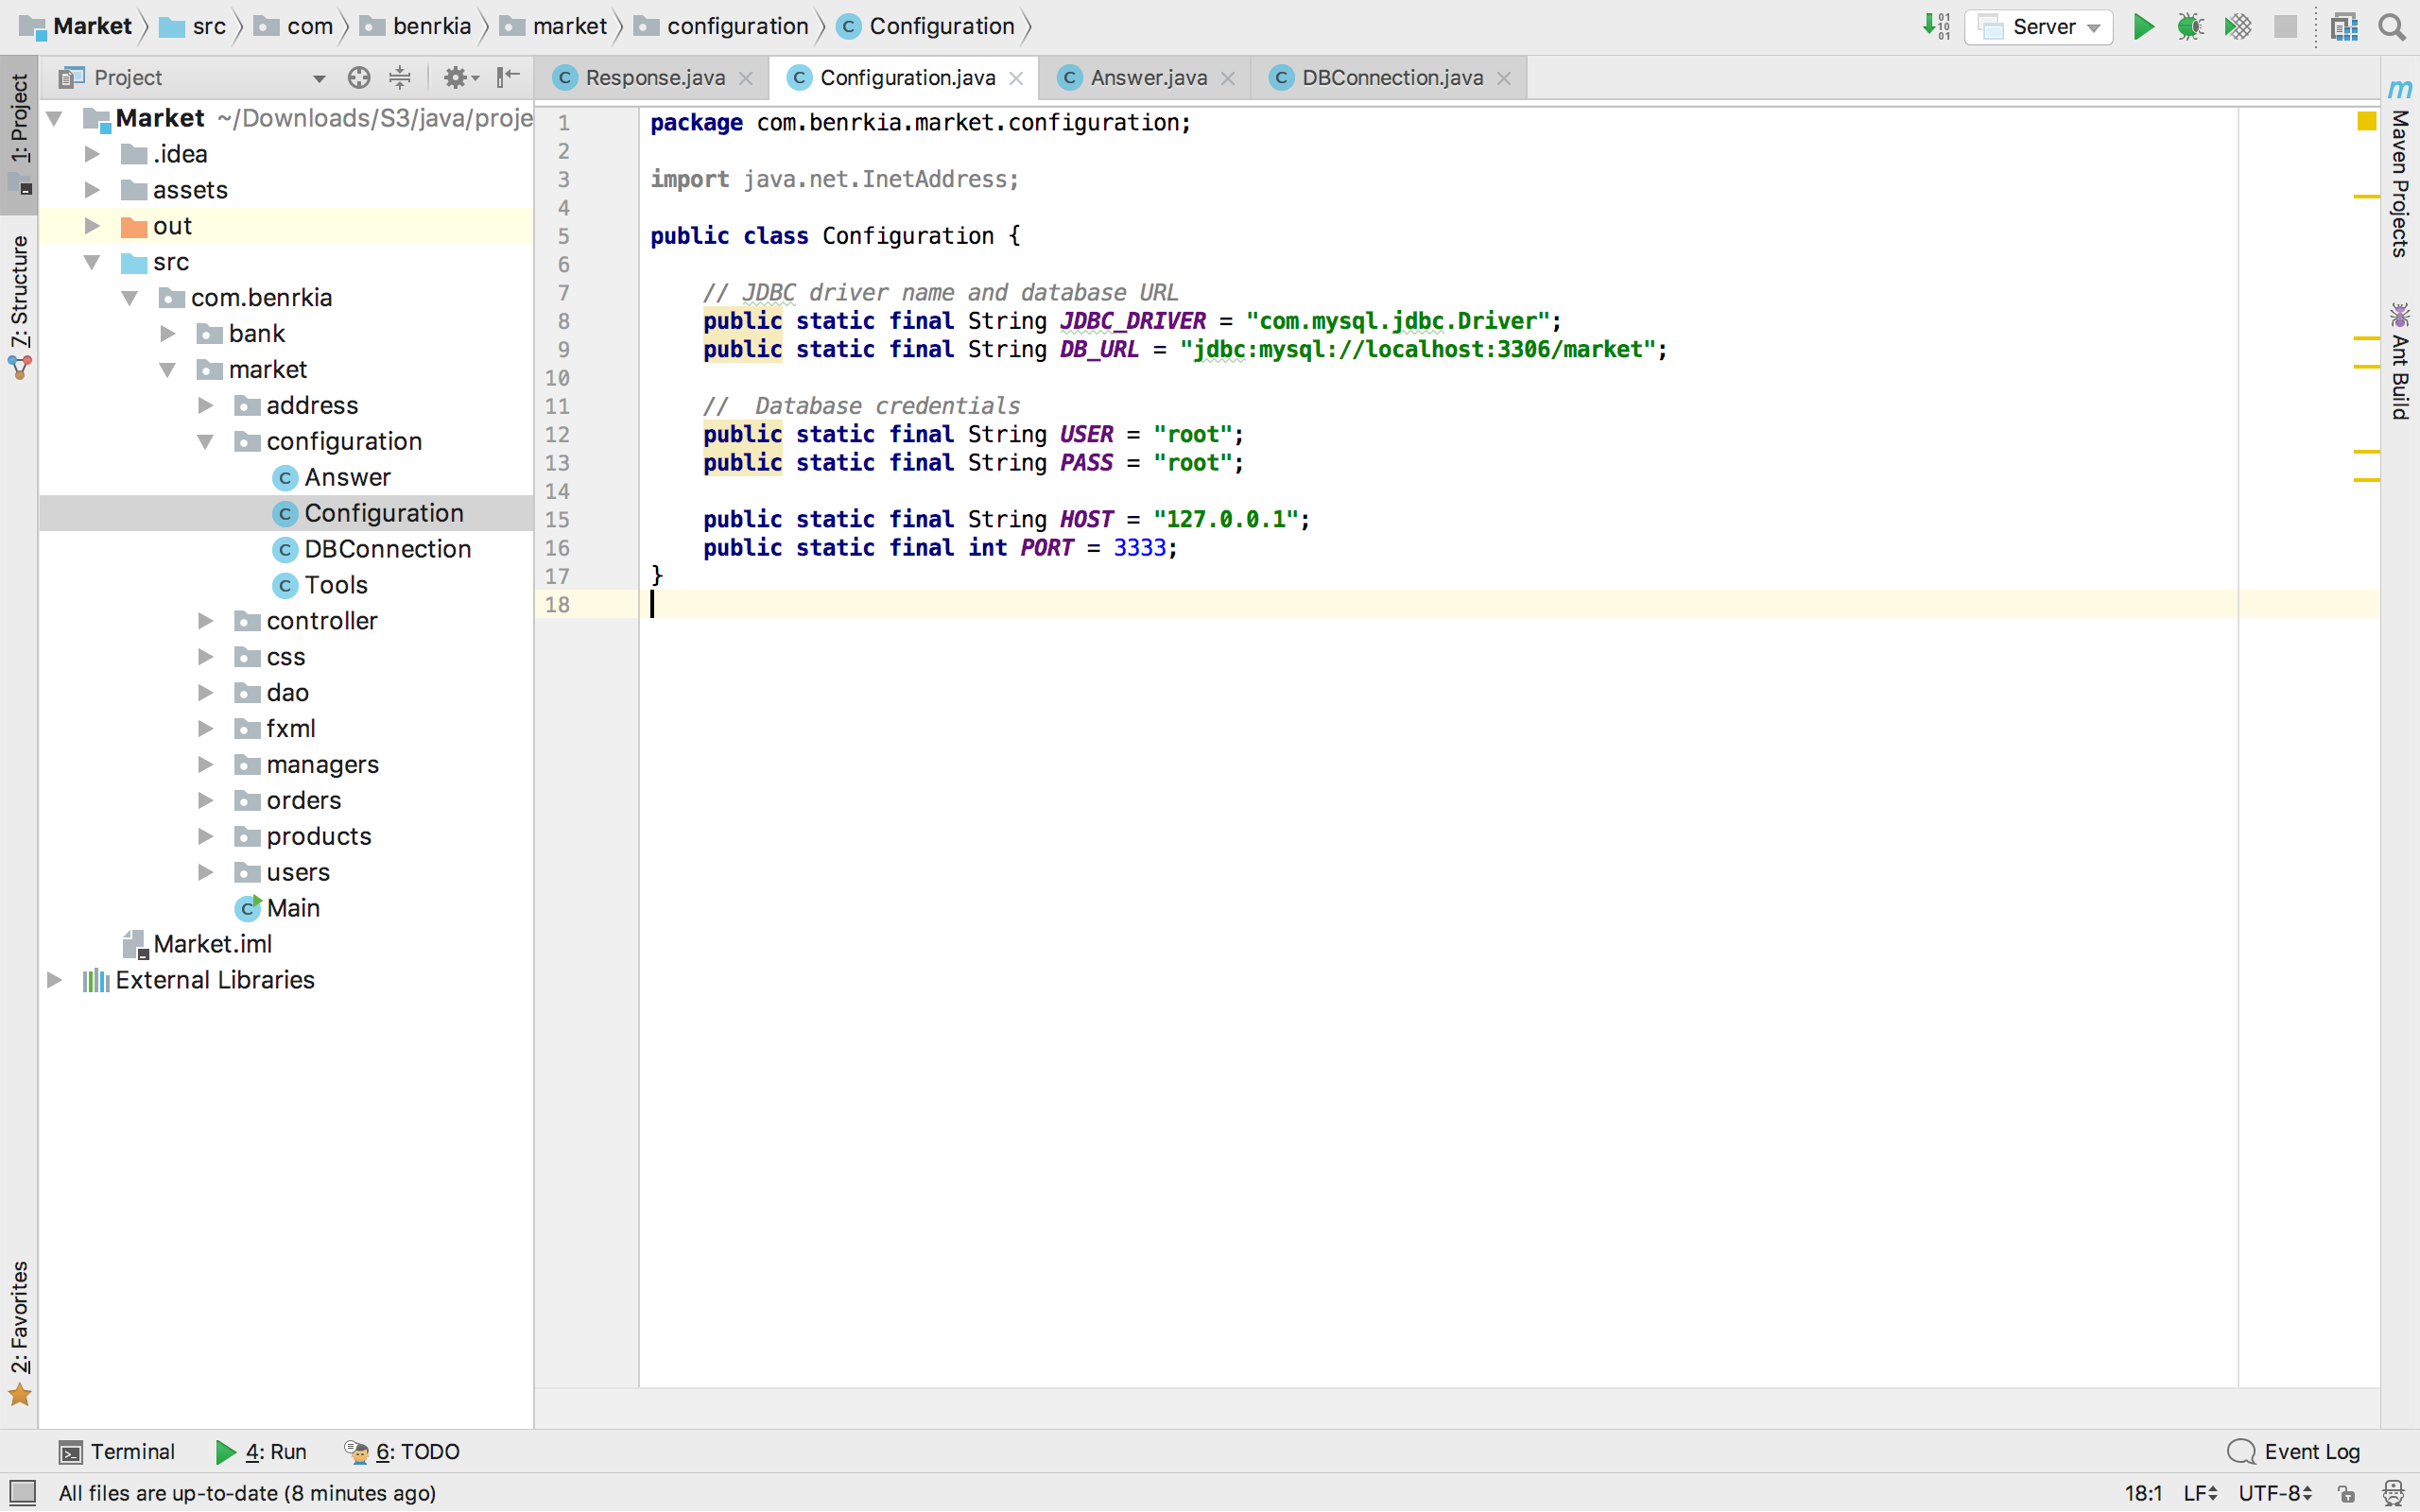 Market src com benrkia market configuration Configuration
Server
Project
Response.java Configuration.java Answer.java DBConnection.java
1: Project
7: Structure
2: Favorites
Market ~/Downloads/S3/java/proje
.idea
assets
out
src
com.benrkia
bank
market
address
configuration
Answer
Configuration
DBConnection
Tools
controller
css
dao
fxml
managers
orders
products
users
Main
Market.iml
External Libraries
1 package com.benrkia.market.configuration;
2
3 import java.net.InetAddress;
4
5 public class Configuration {
6
7 // JDBC driver name and database URL
8 public static final String JDBC_DRIVER = "com.mysql.jdbc.Driver";
9 public static final String DB_URL = "jdbc:mysql://localhost:3306/market";
10
11 //  Database credentials
12 public static final String USER = "root";
13 public static final String PASS = "root";
14
15 public static final String HOST = "127.0.0.1";
16 public static final int PORT = 3333;
17 }
18
m Maven Projects
Ant Build
Terminal 4: Run 6: TODO Event Log
All files are up-to-date (8 minutes ago) 18:1 LF UTF-8